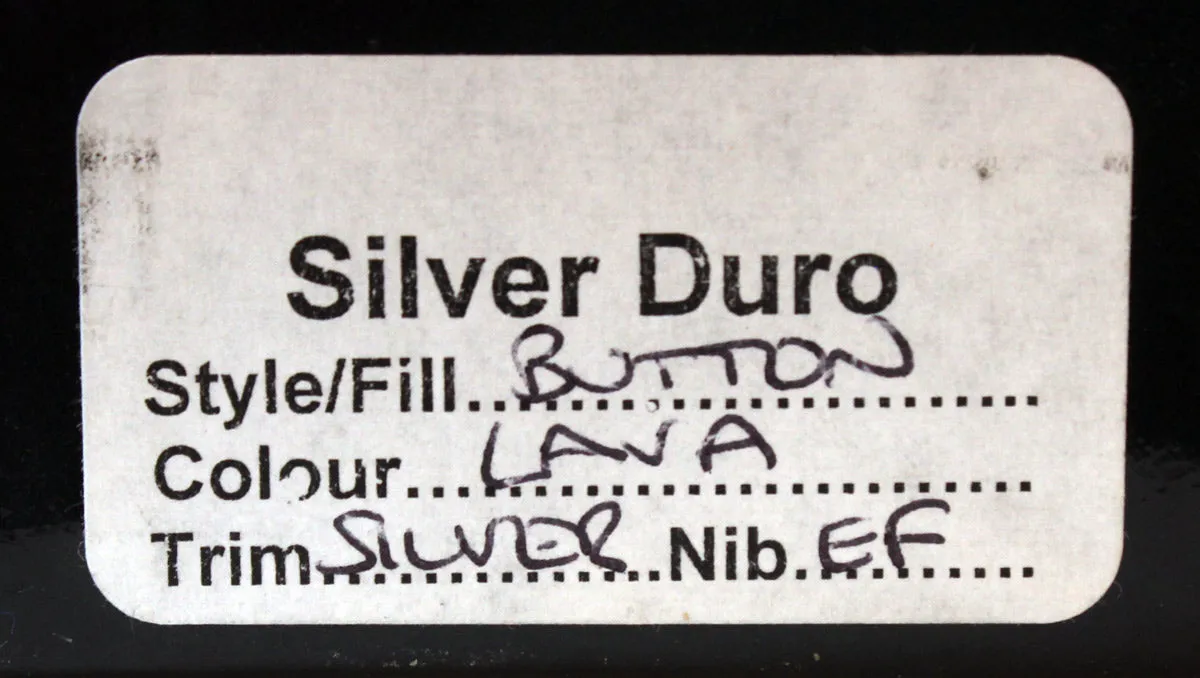 Silver Duro
Style/Fill..BUTTON..................
Colour....LAVA..................
Trim SILVER..Nib.EF.....